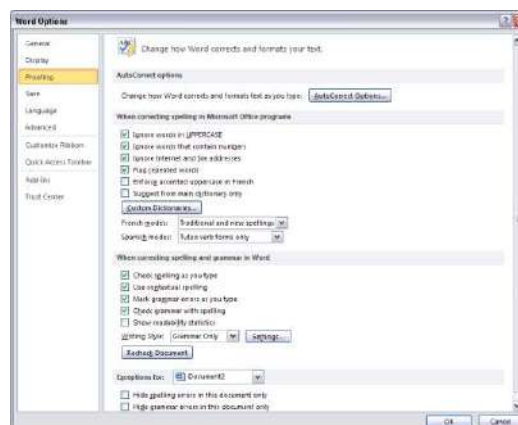 Word Options
General
Display
Proofing
Save
Language
Advanced
Customize Ribbon
Quick Access Toolbar
Add-Ins
Trust Center
Change how Word corrects and formats your text.
AutoCorrect options
Change how Word corrects and formats text as you type: AutoCorrect Options...
When correcting spelling in Microsoft Office programs
Ignore words in UPPERCASE
Ignore words that contain numbers
Ignore Internet and file addresses
Flag repeated words
Enforce accented uppercase in French
Suggest from main dictionary only
Custom Dictionaries...
French modes: Traditional and new spellings
Spanish modes: Tuteo verb forms only
When correcting spelling and grammar in Word
Check spelling as you type
Use contextual spelling
Mark grammar errors as you type
Check grammar with spelling
Show readability statistics
Writing Style: Grammar Only Settings...
Recheck Document
Exceptions for: Document2
Hide spelling errors in this document only
Hide grammar errors in this document only
OK Cancel